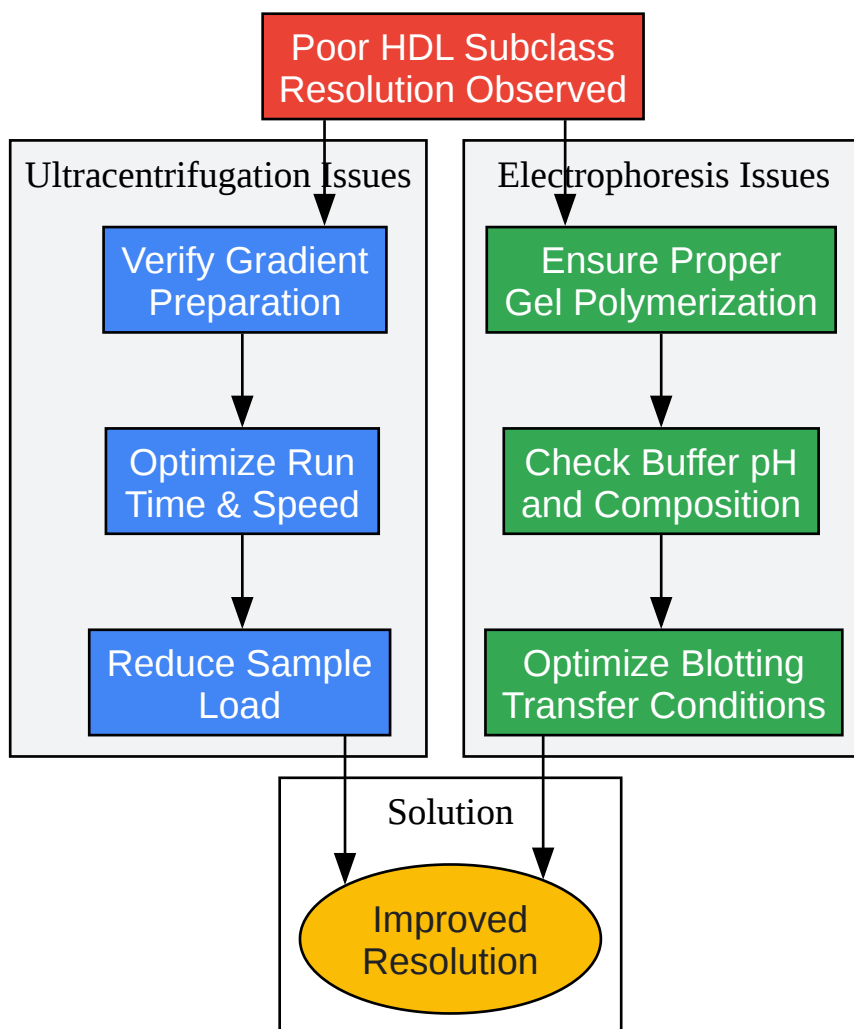 Poor HDL Subclass
Resolution Observed
Ultracentrifugation Issues
Verify Gradient
Preparation
Optimize Run
Time & Speed
Reduce Sample
Load
Electrophoresis Issues
Ensure Proper
Gel Polymerization
Check Buffer pH
and Composition
Optimize Blotting
Transfer Conditions
Solution
Improved
Resolution